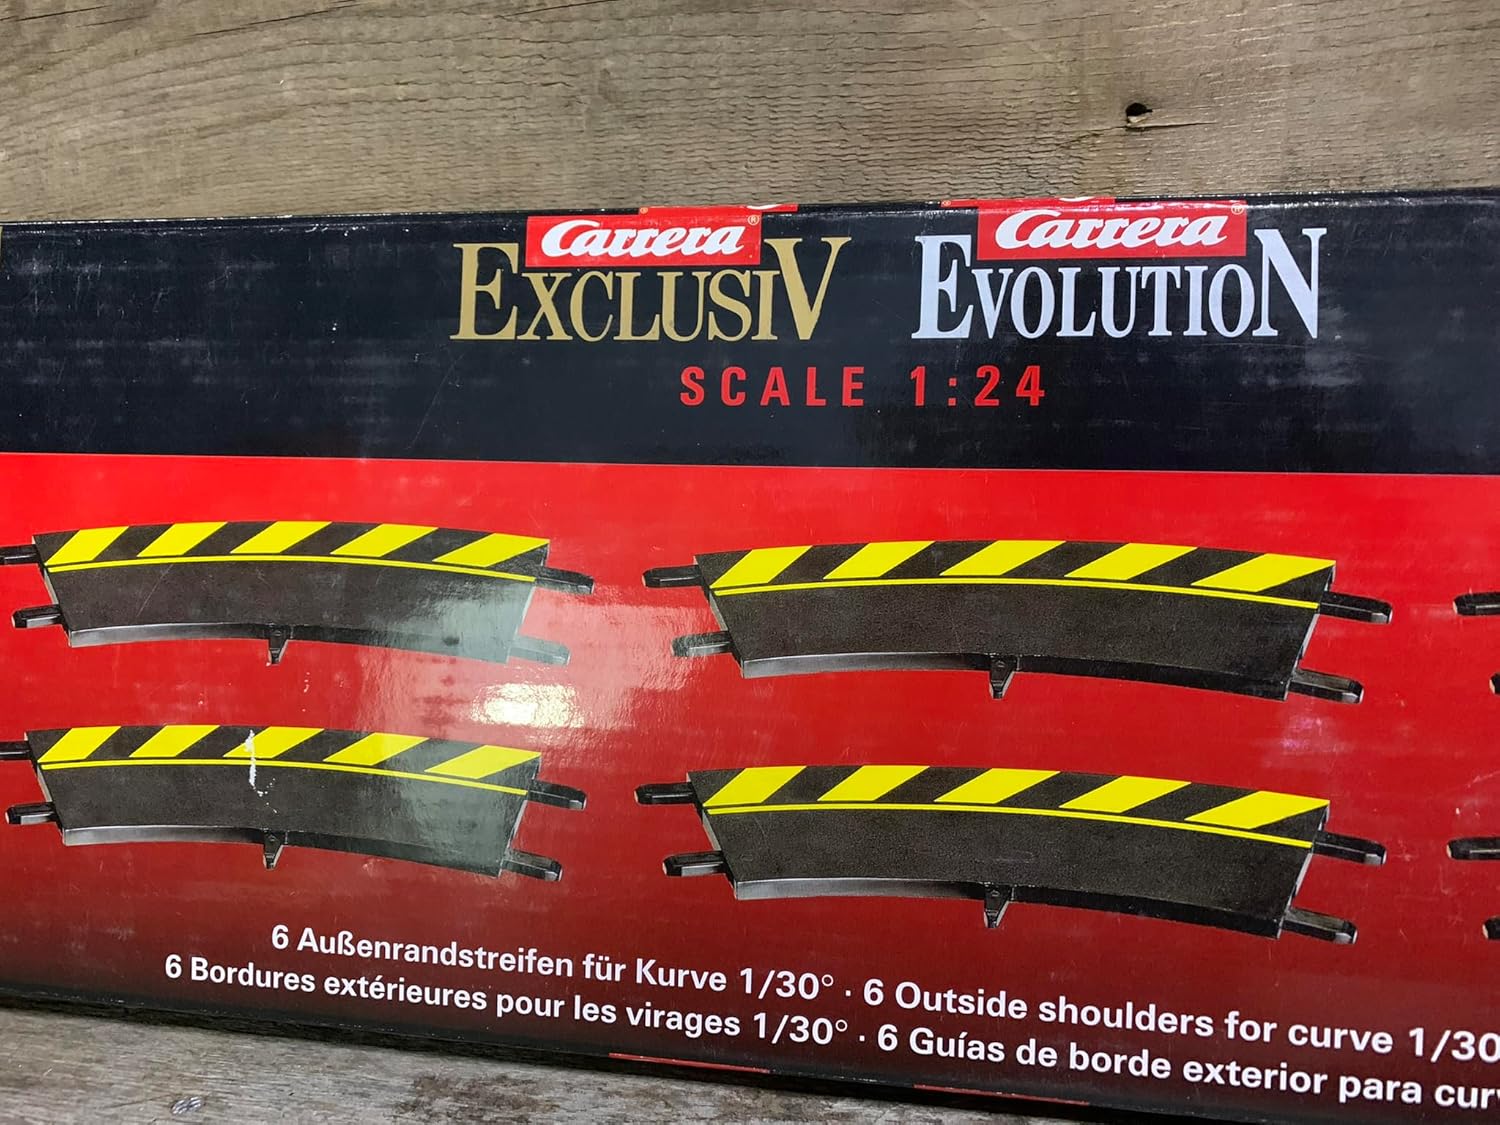 Carrera® Carrera®
EXCLUSIV EVOLUTION
SCALE 1:24
6 Außenrandstreifen für Kurve 1/30° · 6 Outside shoulders for curve 1/30
6 Bordures extérieures pour les virages 1/30° · 6 Guías de borde exterior para